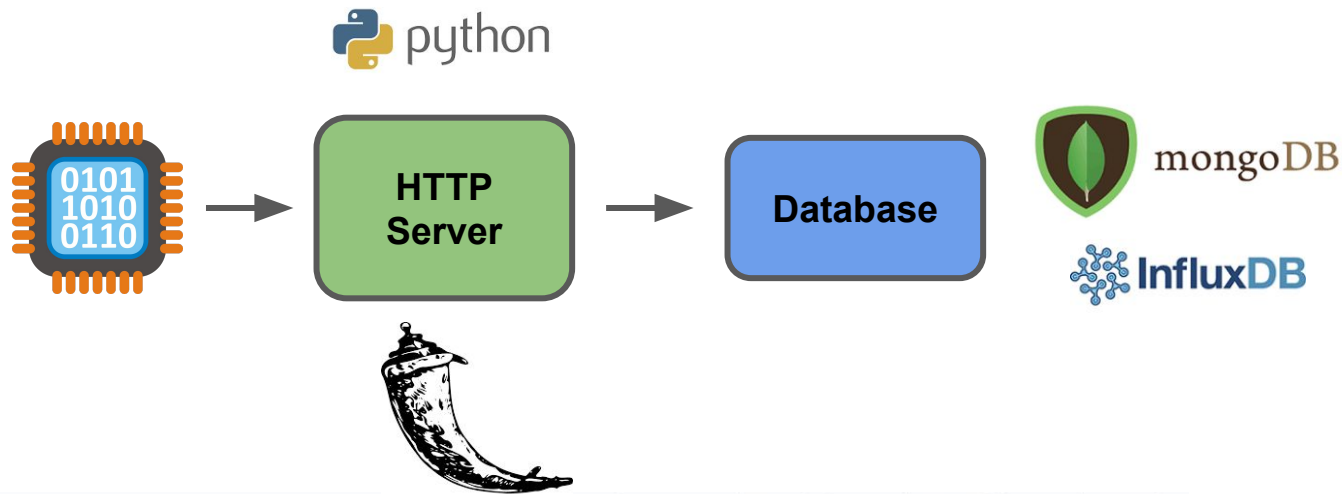 python
0101
1010
0110
HTTP
Server
Database
mongoDB
InfluxDB